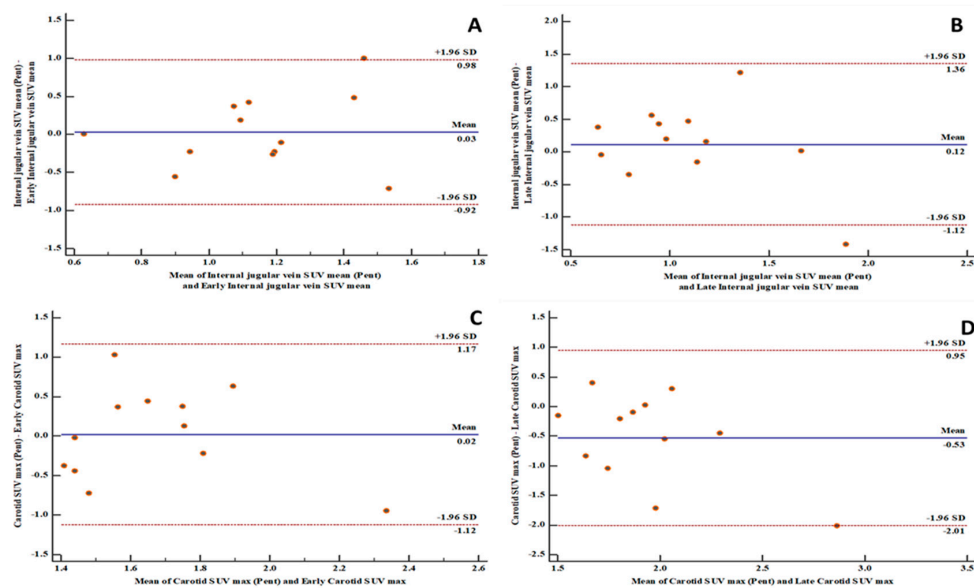 A
Internal jugular vein SUV mean (Pent) -
Early Internal jugular vein SUV mean
1.5
1.0
0.5
0.0
-0.5
-1.0
-1.5
+1.96 SD
0.98
Mean
0.03
-1.96 SD
-0.92
0.6 0.8 1.0 1.2 1.4 1.6 1.8
Mean of Internal jugular vein SUV mean (Pent)
and Early Internal jugular vein SUV mean
B
Internal jugular vein SUV mean (Pent) -
Late Internal jugular vein SUV mean
2.0
1.5
1.0
0.5
0.0
-0.5
-1.0
-1.5
+1.96 SD
1.36
Mean
0.12
-1.96 SD
-1.12
0.5 1.0 1.5 2.0 2.5
Mean of Internal jugular vein SUV mean (Pent)
and Late Internal jugular vein SUV mean
C
Carotid SUV max (Pent) - Early Carotid SUV max
1.5
1.0
0.5
0.0
-0.5
-1.0
-1.5
+1.96 SD
1.17
Mean
0.02
-1.96 SD
-1.12
1.4 1.6 1.8 2.0 2.2 2.4 2.6
Mean of Carotid SUV max (Pent) and Early Carotid SUV max
D
Carotid SUV max (Pent) - Late Carotid SUV max
1.5
1.0
0.5
0.0
-0.5
-1.0
-1.5
-2.0
-2.5
+1.96 SD
0.95
Mean
-0.53
-1.96 SD
-2.01
1.5 2.0 2.5 3.0 3.5
Mean of Carotid SUV max (Pent) and Late Carotid SUV max